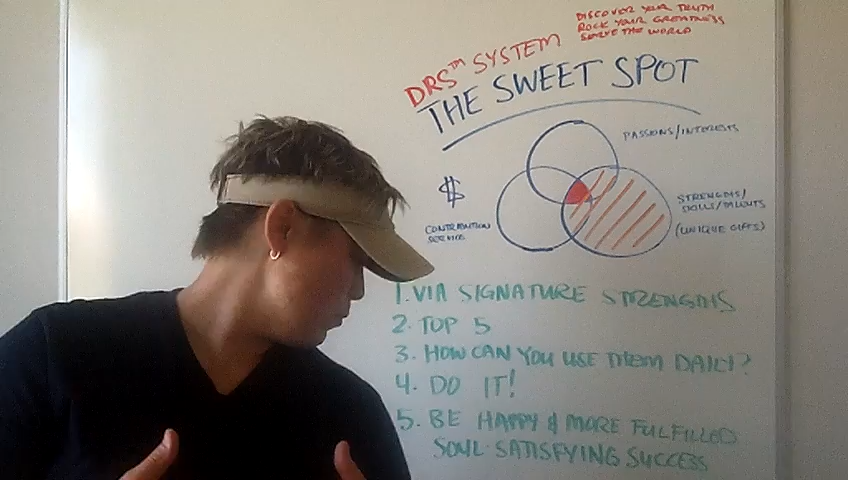 DISCOVER YOUR TRUTH
ROCK YOUR GREATNESS
SERVE THE WORLD
DRS™ SYSTEM
THE SWEET SPOT
PASSIONS/INTERESTS
$
STRENGTHS/
SKILLS/TALENTS
(UNIQUE GIFTS)
CONTRIBUTION
SERVICE
1. VIA SIGNATURE STRENGTHS
2. TOP 5
3. HOW CAN YOU USE THEM DAILY?
4. DO IT!
5. BE HAPPY & MORE FULFILLED
SOUL-SATISFYING SUCCESS